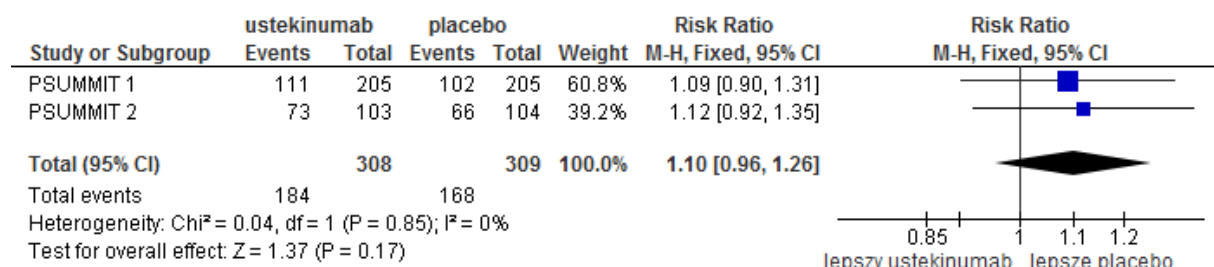 ustekinumab placebo Risk Ratio Risk Ratio
Study or Subgroup Events Total Events Total Weight M-H, Fixed, 95% CI M-H, Fixed, 95% CI
PSUMMIT 1 111 205 102 205 60.8% 1.09 [0.90, 1.31]
PSUMMIT 2 73 103 66 104 39.2% 1.12 [0.92, 1.35]
Total (95% CI) 308 309 100.0% 1.10 [0.96, 1.26]
Total events 184 168
Heterogeneity: Chi² = 0.04, df = 1 (P = 0.85); I² = 0%
Test for overall effect: Z = 1.37 (P = 0.17)
0.85 1 1.1 1.2
lepszy ustekinumab lepsze placebo